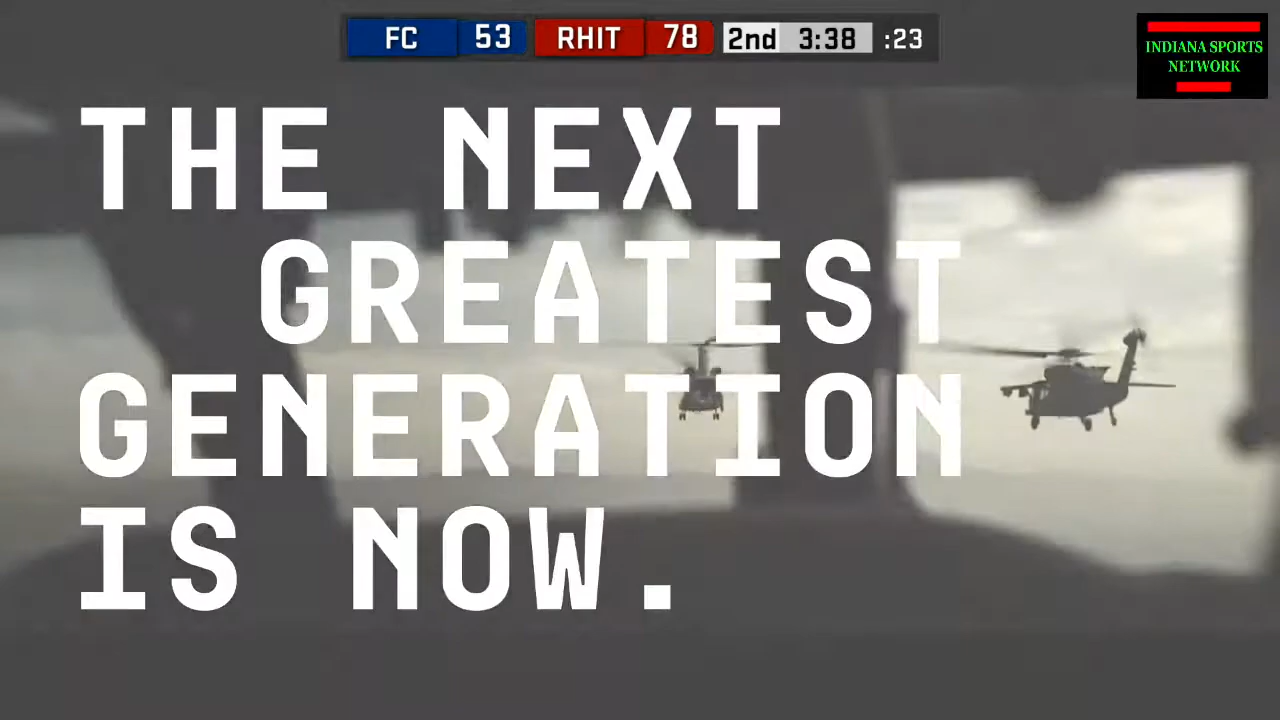 FC 53 RHIT 78 2nd 3:38 :23
INDIANA SPORTS
NETWORK
THE NEXT
GREATEST
GENERATION
IS NOW.